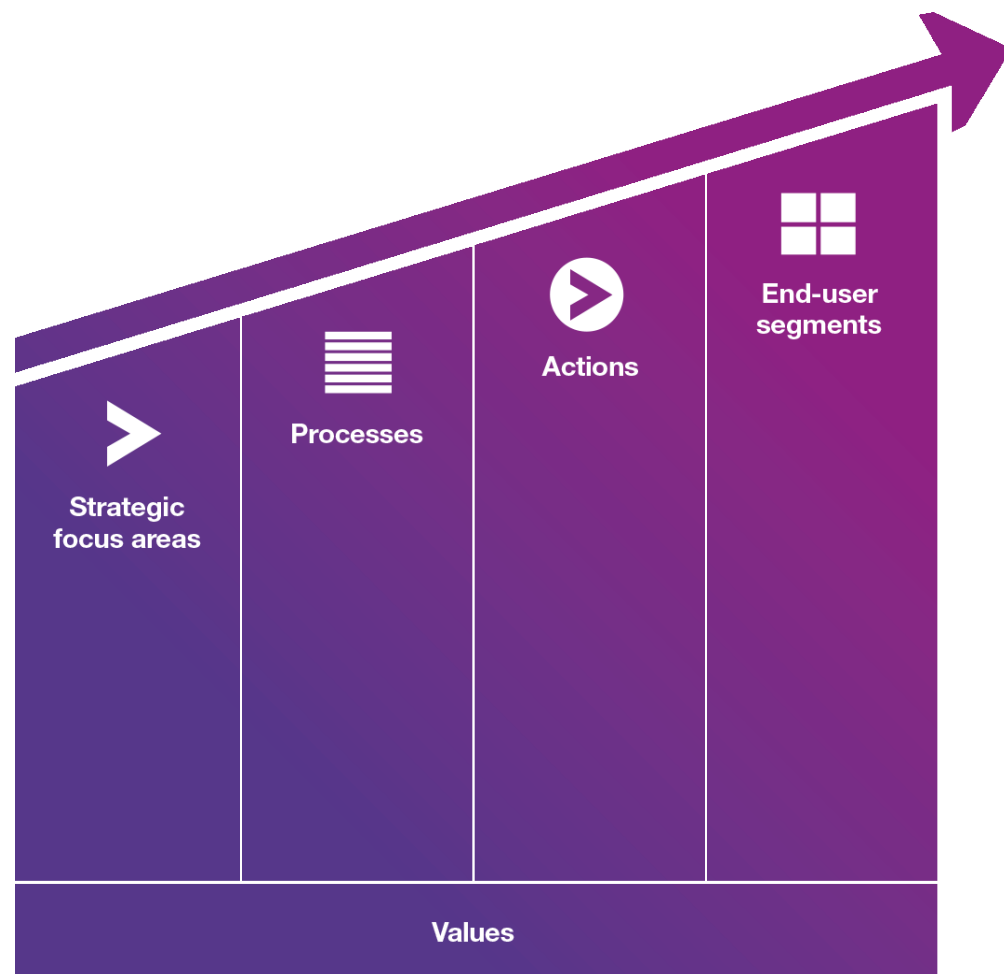 Strategic
focus areas
Processes
Actions
End-user
segments
Values